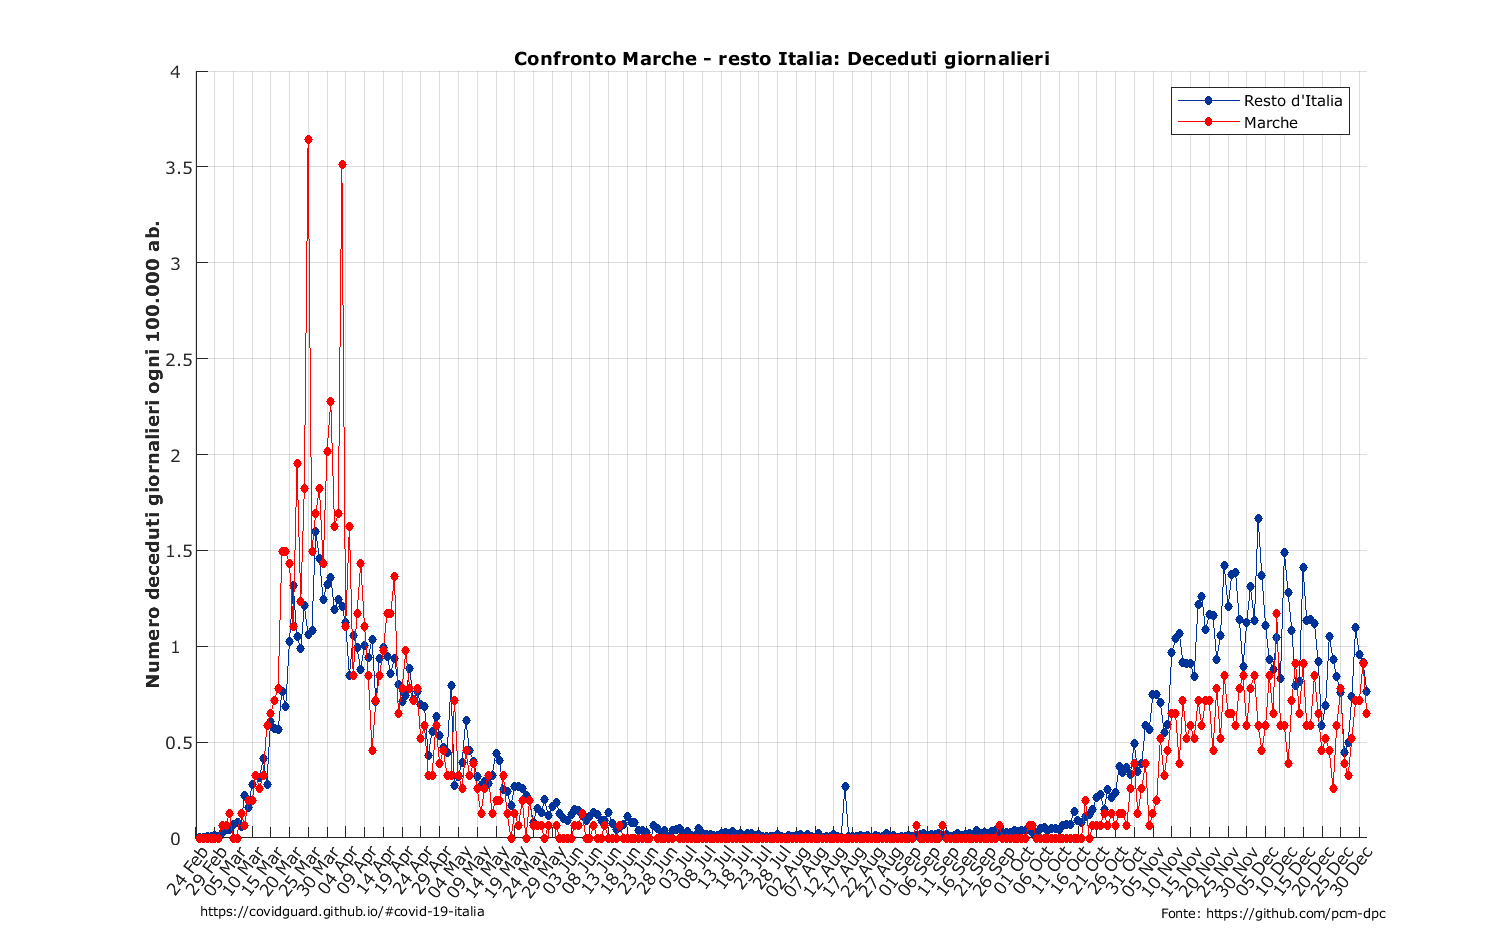 Confronto Marche - resto Italia: Deceduti giornalieri
Resto d'Italia
Marche
Numero deceduti giornalieri ogni 100.000 ab.
4
3.5
3
2.5
2
1.5
1
0.5
0
24 Feb
29 Feb
05 Mar
10 Mar
15 Mar
20 Mar
25 Mar
30 Mar
04 Apr
09 Apr
14 Apr
19 Apr
24 Apr
29 Apr
04 May
09 May
14 May
19 May
24 May
29 May
03 Jun
08 Jun
13 Jun
18 Jun
23 Jun
28 Jun
03 Jul
08 Jul
13 Jul
18 Jul
23 Jul
28 Jul
02 Aug
07 Aug
12 Aug
17 Aug
22 Aug
27 Aug
01 Sep
06 Sep
11 Sep
16 Sep
21 Sep
26 Sep
01 Oct
06 Oct
11 Oct
16 Oct
21 Oct
26 Oct
31 Oct
05 Nov
10 Nov
15 Nov
20 Nov
25 Nov
30 Nov
05 Dec
10 Dec
15 Dec
20 Dec
25 Dec
30 Dec
https://covidguard.github.io/#covid-19-italia
Fonte: https://github.com/pcm-dpc